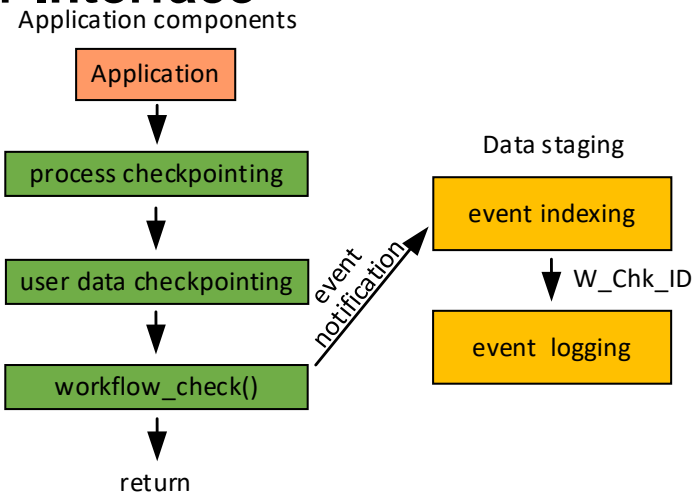 Application components
Application
process checkpointing
user data checkpointing
workflow_check()
return
event
notification
Data staging
event indexing
W_Chk_ID
event logging